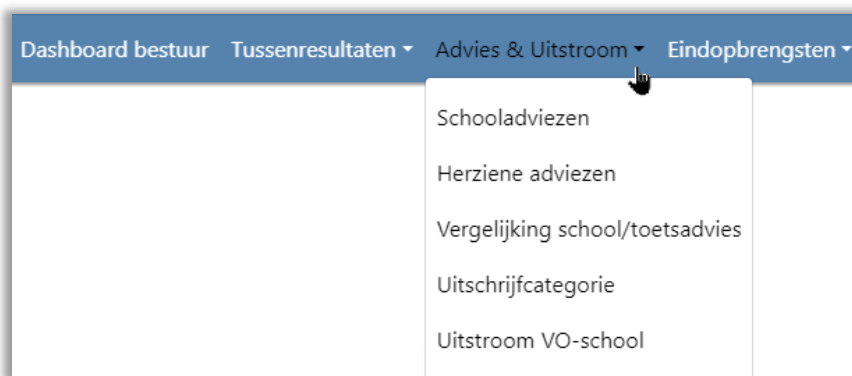 Dashboard bestuur Tussenresultaten Advies & Uitstroom Eindopbrengsten
Schooladviezen
Herziene adviezen
Vergelijking school/toetsadvies
Uitschrijfcategorie
Uitstroom VO-school